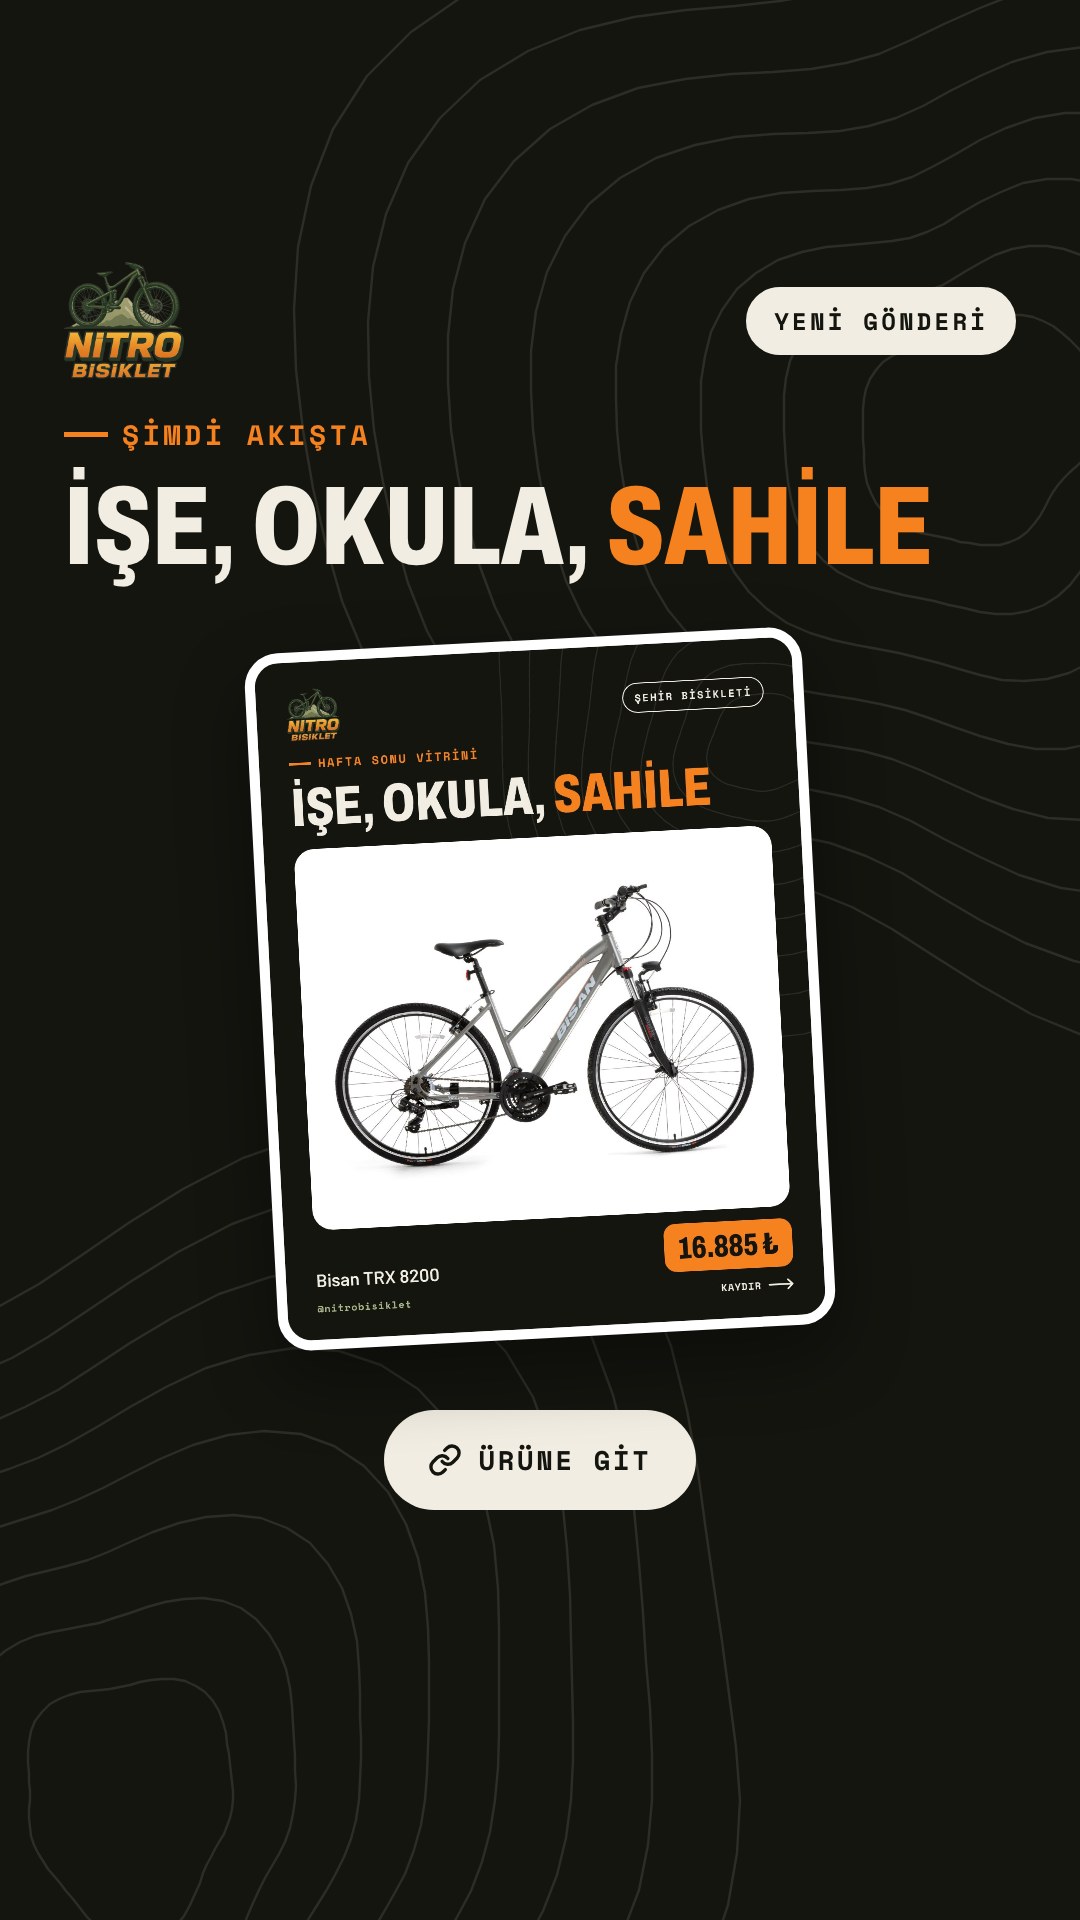 NiTRO
BiSiKLET
YENİ GÖNDERİ
ŞİMDİ AKIŞTA
İŞE, OKULA, SAHİLE
NiTRO
BiSiKLET
ŞEHİR BİSİKLETİ
HAFTA SONU VİTRİNİ
İŞE, OKULA, SAHİLE
BISAN
16.885 ₺
Bisan TRX 8200
KAYDIR
@nitrobisiklet
ÜRÜNE GİT